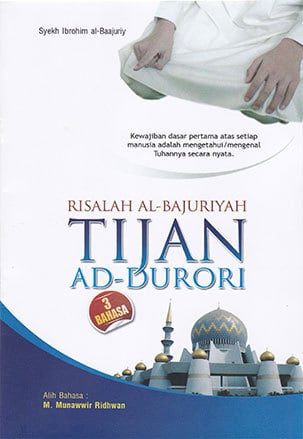 Syekh Ibrohim al-Baajuriy
Kewajiban dasar pertama atas setiap
manusia adalah mengetahui/mengenal
Tuhannya secara nyata.
RISALAH AL-BAJURIYAH
TIJAN
AD-DURORI
3
BAHASA
Alih Bahasa :
M. Munawwir Ridhwan